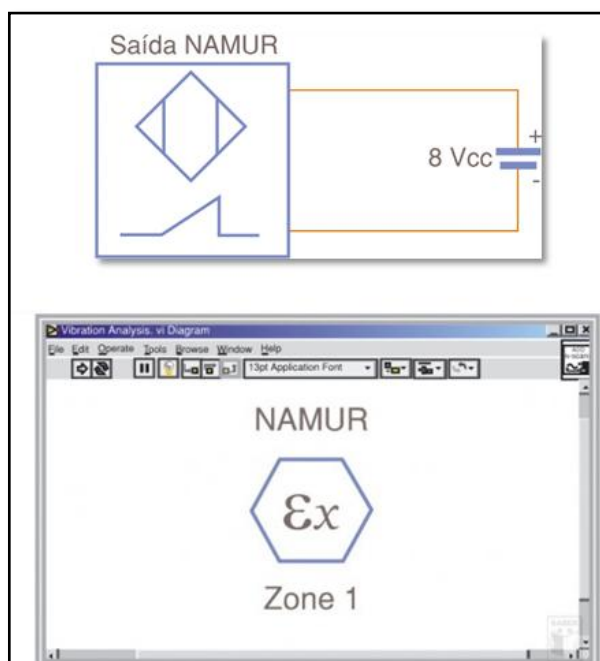 Saída NAMUR
+
8 Vcc
-
Vibration Analysis. vi Diagram
File Edit Operate Tools Browse Window Help
13pt Application Font
NAMUR
εx
Zone 1